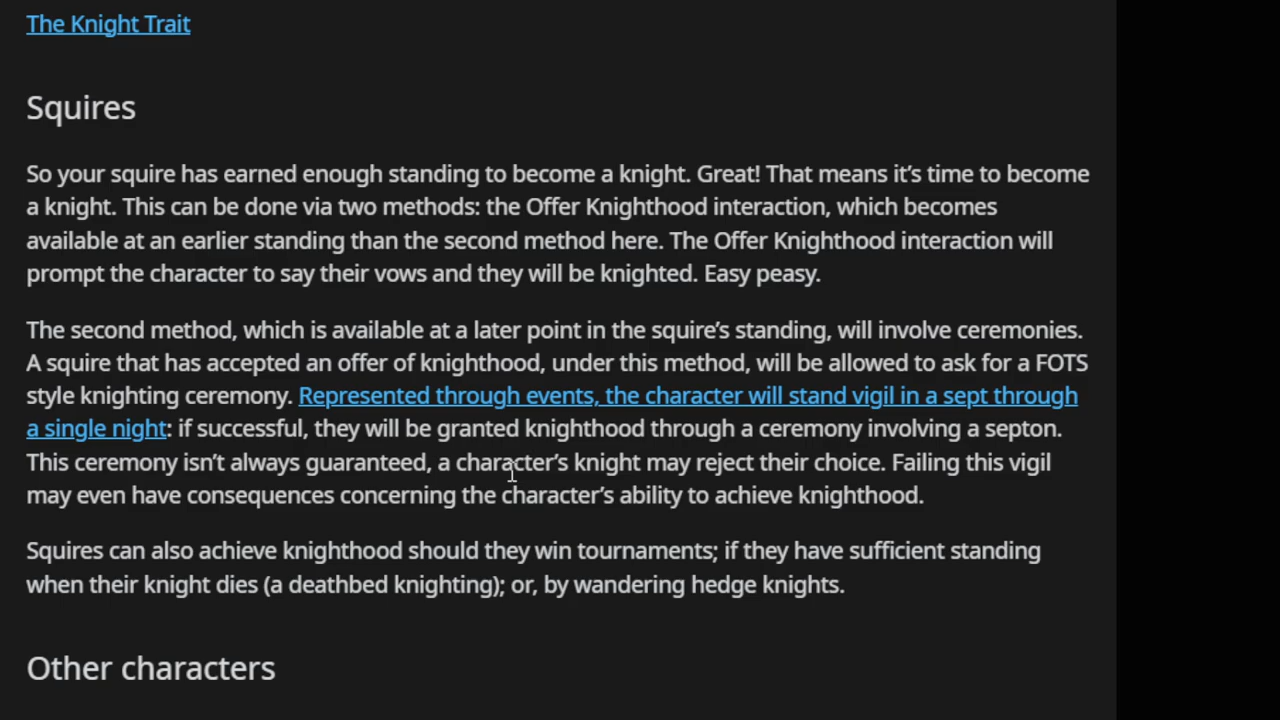 The Knight Trait
Squires
So your squire has earned enough standing to become a knight. Great! That means it’s time to become
a knight. This can be done via two methods: the Offer Knighthood interaction, which becomes
available at an earlier standing than the second method here. The Offer Knighthood interaction will
prompt the character to say their vows and they will be knighted. Easy peasy.
The second method, which is available at a later point in the squire’s standing, will involve ceremonies.
A squire that has accepted an offer of knighthood, under this method, will be allowed to ask for a FOTS
style knighting ceremony. Represented through events, the character will stand vigil in a sept through
a single night: if successful, they will be granted knighthood through a ceremony involving a septon.
This ceremony isn’t always guaranteed, a character’s knight may reject their choice. Failing this vigil
may even have consequences concerning the character’s ability to achieve knighthood.
Squires can also achieve knighthood should they win tournaments; if they have sufficient standing
when their knight dies (a deathbed knighting); or, by wandering hedge knights.
Other characters